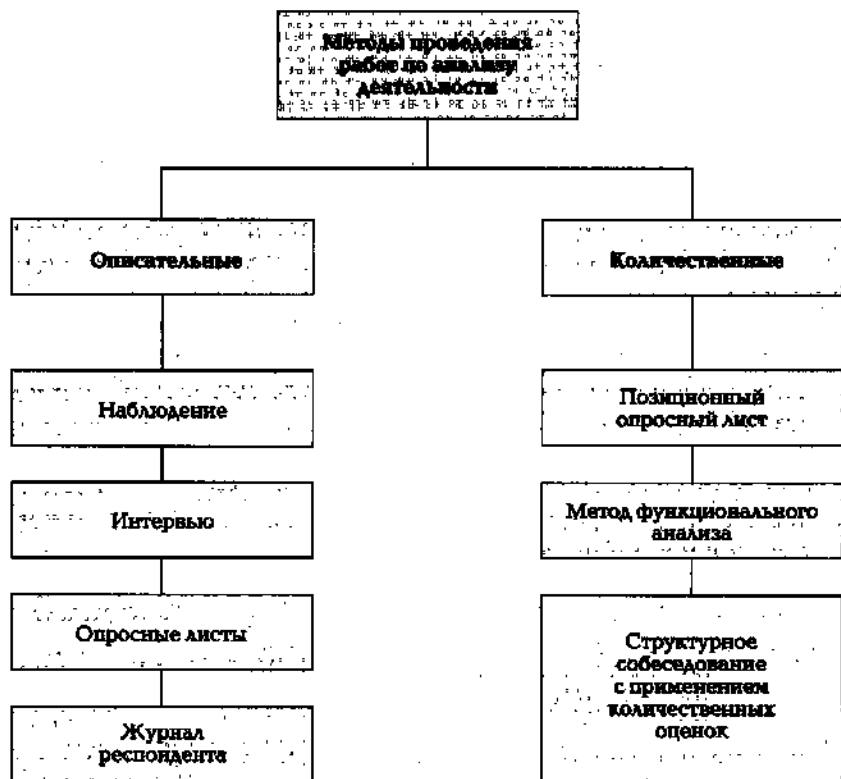 Методы проведения
работ по анализу
деятельности
Описательные
Количественные
Наблюдение
Позиционный
опросный лист
Интервью
Метод функционального
анализа
Опросные листы
Структурное
собеседование
с применением
количественных
оценок
Журнал
респондента